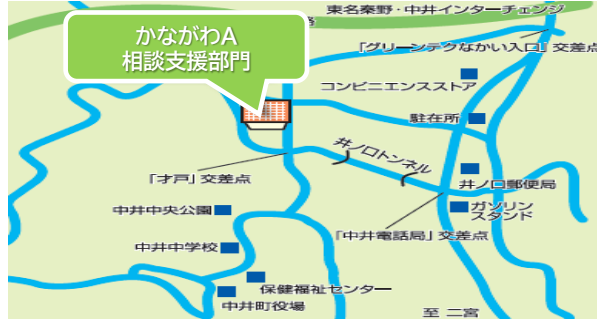 東名秦野・中井インターチェンジ
かながわA
相談支援部門
「グリーンテクなかい入口」交差点
コンビニエンスストア
駐在所
井ノ口トンネル
「才戸」交差点
井ノ口郵便局
中井中央公園
ガソリン
スタンド
「中井電話局」交差点
中井中学校
保健福祉センター
中井町役場
至 二宮